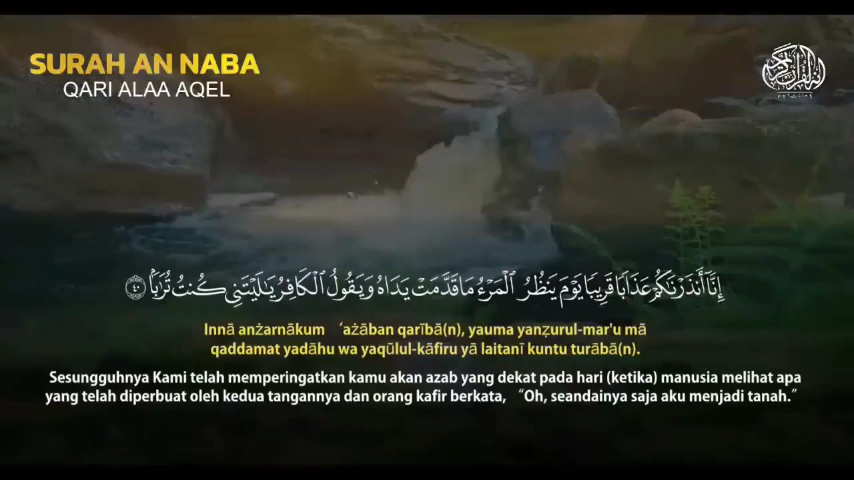 SURAH AN NABA
QARI ALAA AQEL
القرآن الكريم
إِنَّآ أَنذَرْنَٰكُمْ عَذَابًا قَرِيبًا يَوْمَ يَنظُرُ ٱلْمَرْءُ مَا قَدَّمَتْ يَدَاهُ وَيَقُولُ ٱلْكَافِرُ يَٰلَيْتَنِى كُنتُ تُرَٰبًۢا ٤٠
Innā anżarnākum ‘ażāban qarībā(n), yauma yanẓurul-mar'u mā
qaddamat yadāhu wa yaqūlul-kāfiru yā laitanī kuntu turābā(n).
Sesungguhnya Kami telah memperingatkan kamu akan azab yang dekat pada hari (ketika) manusia melihat apa
yang telah diperbuat oleh kedua tangannya dan orang kafir berkata, “Oh, seandainya saja aku menjadi tanah.”